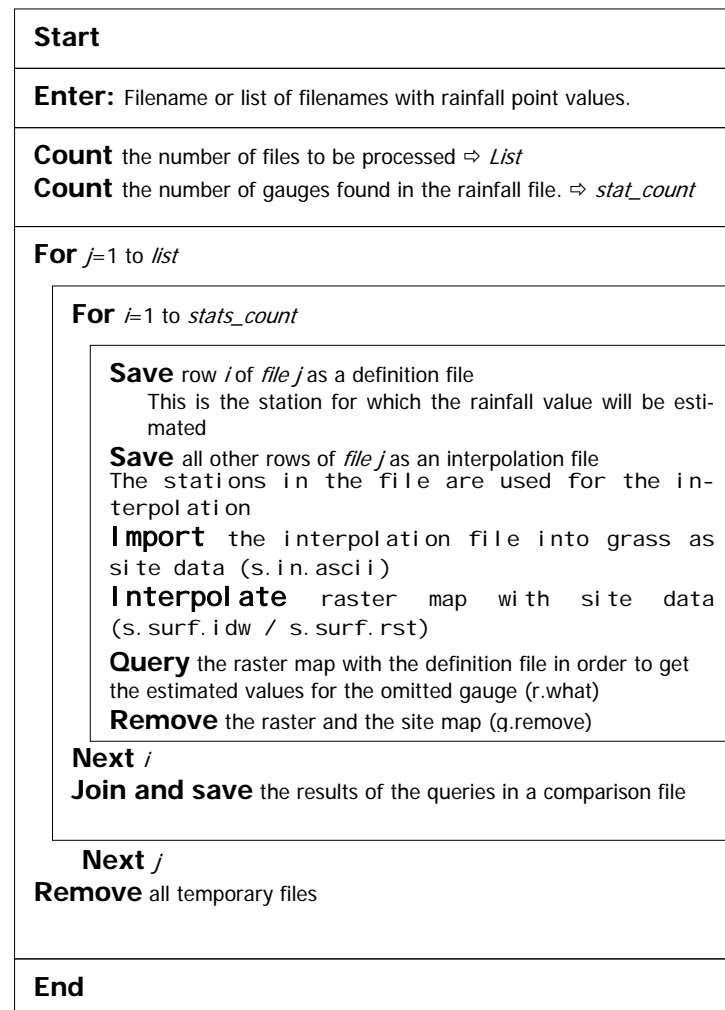 Start
Enter: Filename or list of filenames with rainfall point values.
Count the number of files to be processed ⇨ List
Count the number of gauges found in the rainfall file. ⇨ stat_count
For j=1 to list
For i=1 to stats_count
Save row i of file j as a definition file
This is the station for which the rainfall value will be esti-
mated
Save all other rows of file j as an interpolation file
The stations in the file are used for the in-
terpolation
Import the interpolation file into grass as
site data (s.in.ascii)
Interpolate raster map with site data
(s.surf.idw / s.surf.rst)
Query the raster map with the definition file in order to get
the estimated values for the omitted gauge (r.what)
Remove the raster and the site map (g.remove)
Next i
Join and save the results of the queries in a comparison file
Next j
Remove all temporary files
End